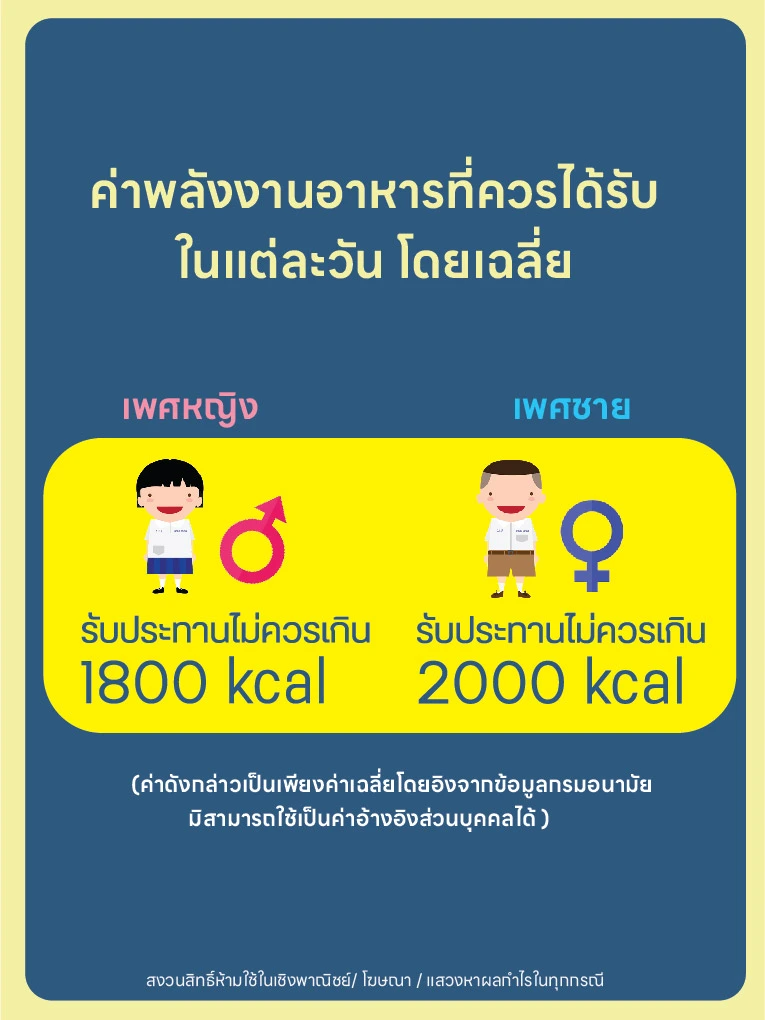 ค่าพลังงานอาหารที่ควรได้รับ
ในแต่ละวัน โดยเฉลี่ย
เพศหญิง
เพศชาย
รับประทานไม่ควรเกิน
1800 kcal
รับประทานไม่ควรเกิน
2000 kcal
(ค่าดังกล่าวเป็นเพียงค่าเฉลี่ยโดยอิงจากข้อมูลกรมอนามัย
มิสามารถใช้เป็นค่าอ้างอิงส่วนบุคคลได้ )
สงวนสิทธิ์ห้ามใช้ในเชิงพาณิชย์/ โฆษณา / แสวงหาผลกำไรในทุกกรณี